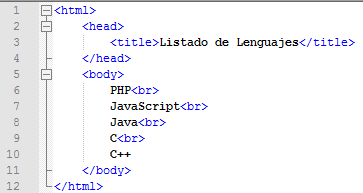 1 <html>
2 <head>
3 <title>Listado de Lenguajes</title>
4 </head>
5 <body>
6 PHP<br>
7 JavaScript<br>
8 Java<br>
9 C<br>
10 C++
11 </body>
12 </html>